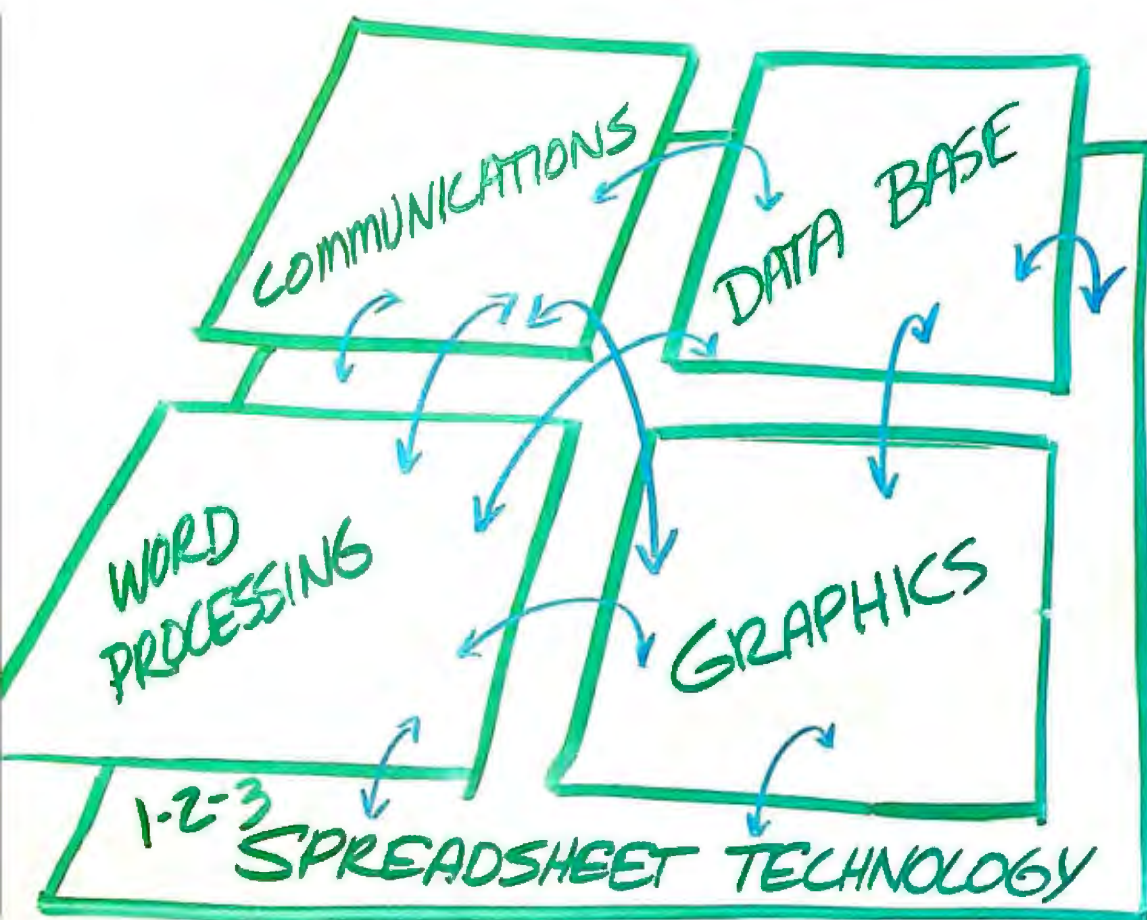 COMMUNICATIONS
DATA BASE
WORD
PROCESSING
GRAPHICS
1-2-3
SPREADSHEET TECHNOLOGY